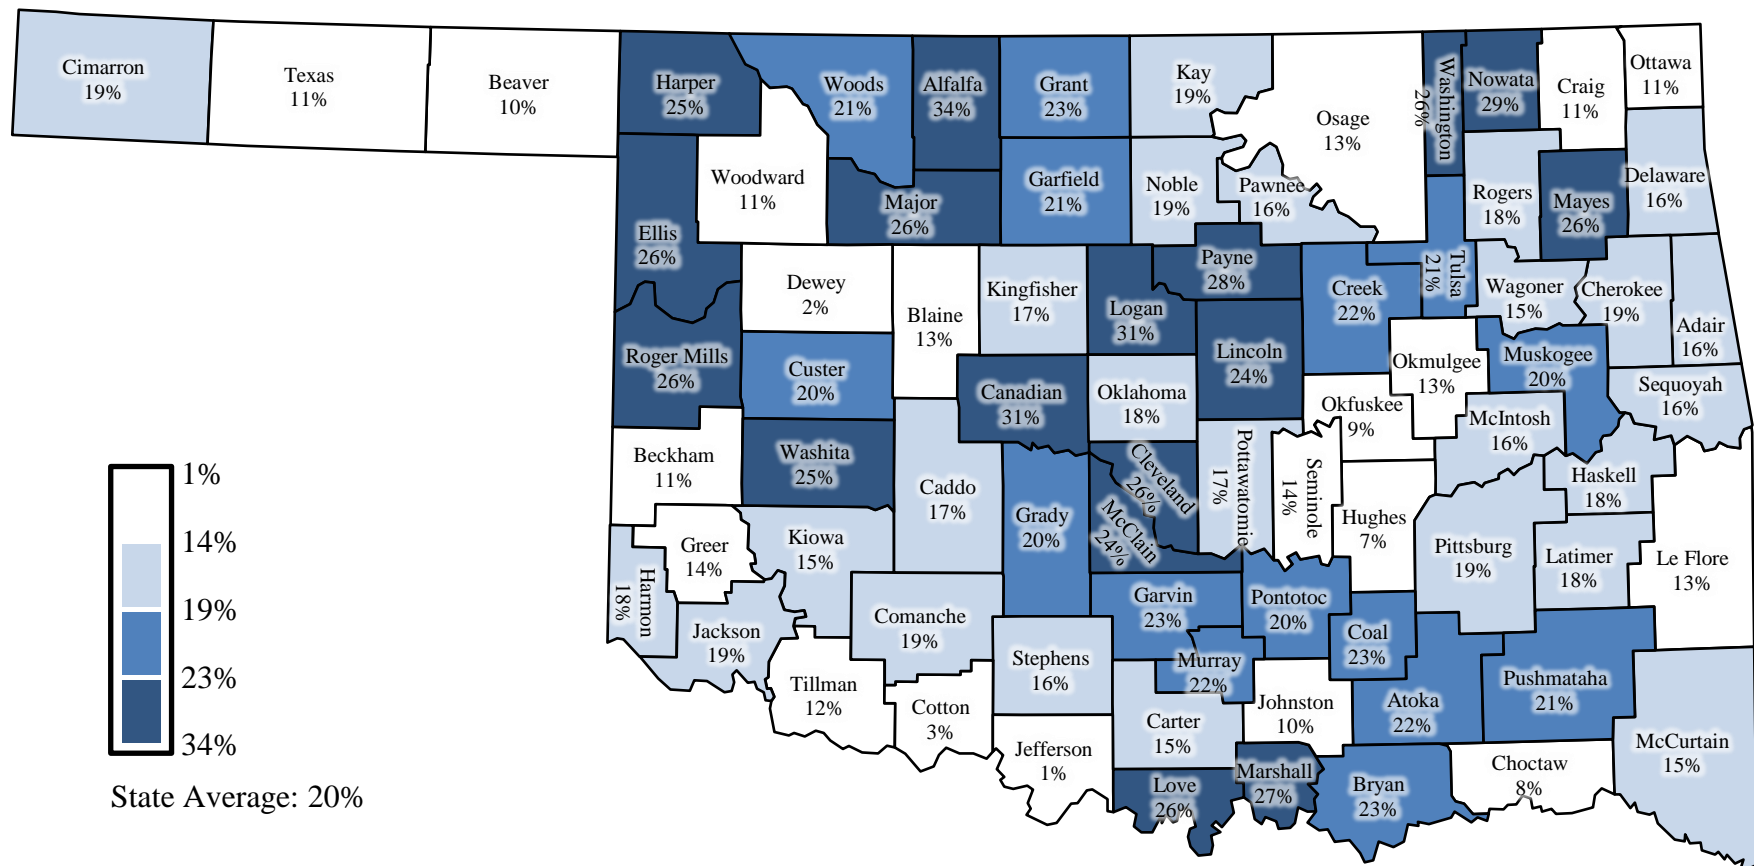 Cimarron
19%
Texas
11%
Beaver
10%
Harper
25%
Woods
21%
Alfalfa
34%
Grant
23%
Kay
19%
Osage
13%
Washington
26%
Nowata
29%
Craig
11%
Ottawa
11%
Woodward
11%
Major
26%
Garfield
21%
Noble
19%
Pawnee
16%
Rogers
18%
Mayes
26%
Delaware
16%
Ellis
26%
Dewey
2%
Blaine
13%
Kingfisher
17%
Logan
31%
Payne
28%
Creek
22%
Tulsa
21%
Wagoner
15%
Cherokee
19%
Adair
16%
Roger Mills
26%
Custer
20%
Canadian
31%
Oklahoma
18%
Lincoln
24%
Okmulgee
13%
Muskogee
20%
Sequoyah
16%
Okfuskee
9%
McIntosh
16%
Beckham
11%
Washita
25%
Caddo
17%
Grady
20%
Cleveland
26%
McClain
24%
Pottawatomie
17%
Seminole
14%
Hughes
7%
Haskell
18%
Pittsburg
19%
Latimer
18%
Le Flore
13%
Greer
14%
Kiowa
15%
Harmon
18%
Jackson
19%
Comanche
19%
Garvin
23%
Pontotoc
20%
Coal
23%
Stephens
16%
Murray
22%
Tillman
12%
Cotton
3%
Carter
15%
Johnston
10%
Atoka
22%
Pushmataha
21%
McCurtain
15%
Jefferson
1%
Love
26%
Marshall
27%
Bryan
23%
Choctaw
8%
1%
14%
19%
23%
34%
State Average: 20%